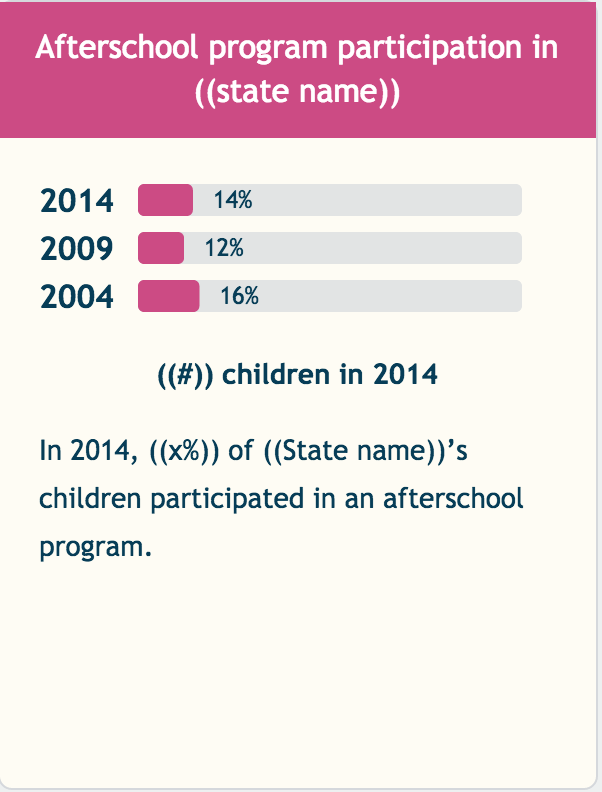 Afterschool program participation in
((state name))
2014 14%
2009 12%
2004 16%
((#)) children in 2014
In 2014, ((x%)) of ((State name))’s
children participated in an afterschool
program.